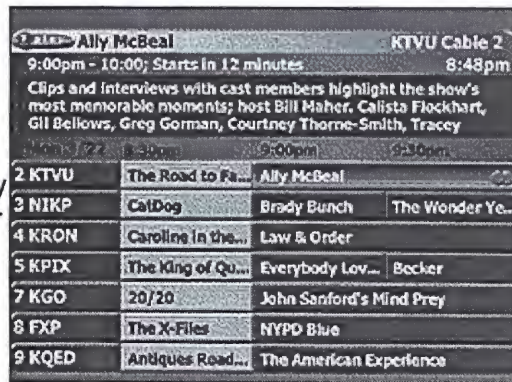 Ally McBeal KTVU Cable 2
9:00pm - 10:00; Starts in 12 minutes 8:48pm
Clips and interviews with cast members highlight the show's
most memorable moments; host Bill Maher. Calista Flockhart,
Gil Bellows, Greg Gorman, Courtney Thorne-Smith, Tracey
8:30pm 9:00pm 9:30pm
2 KTVU The Road to Fa... Ally McBeal
3 NIKP CatDog Brady Bunch The Wonder Ye...
4 KRON Caroline in the... Law & Order
5 KPIX The King of Qu... Everybody Lov... Becker
7 KGO 20/20 John Sanford's Mind Prey
8 FXP The X-Files NYPD Blue
9 KQED Antiques Road... The American Experience